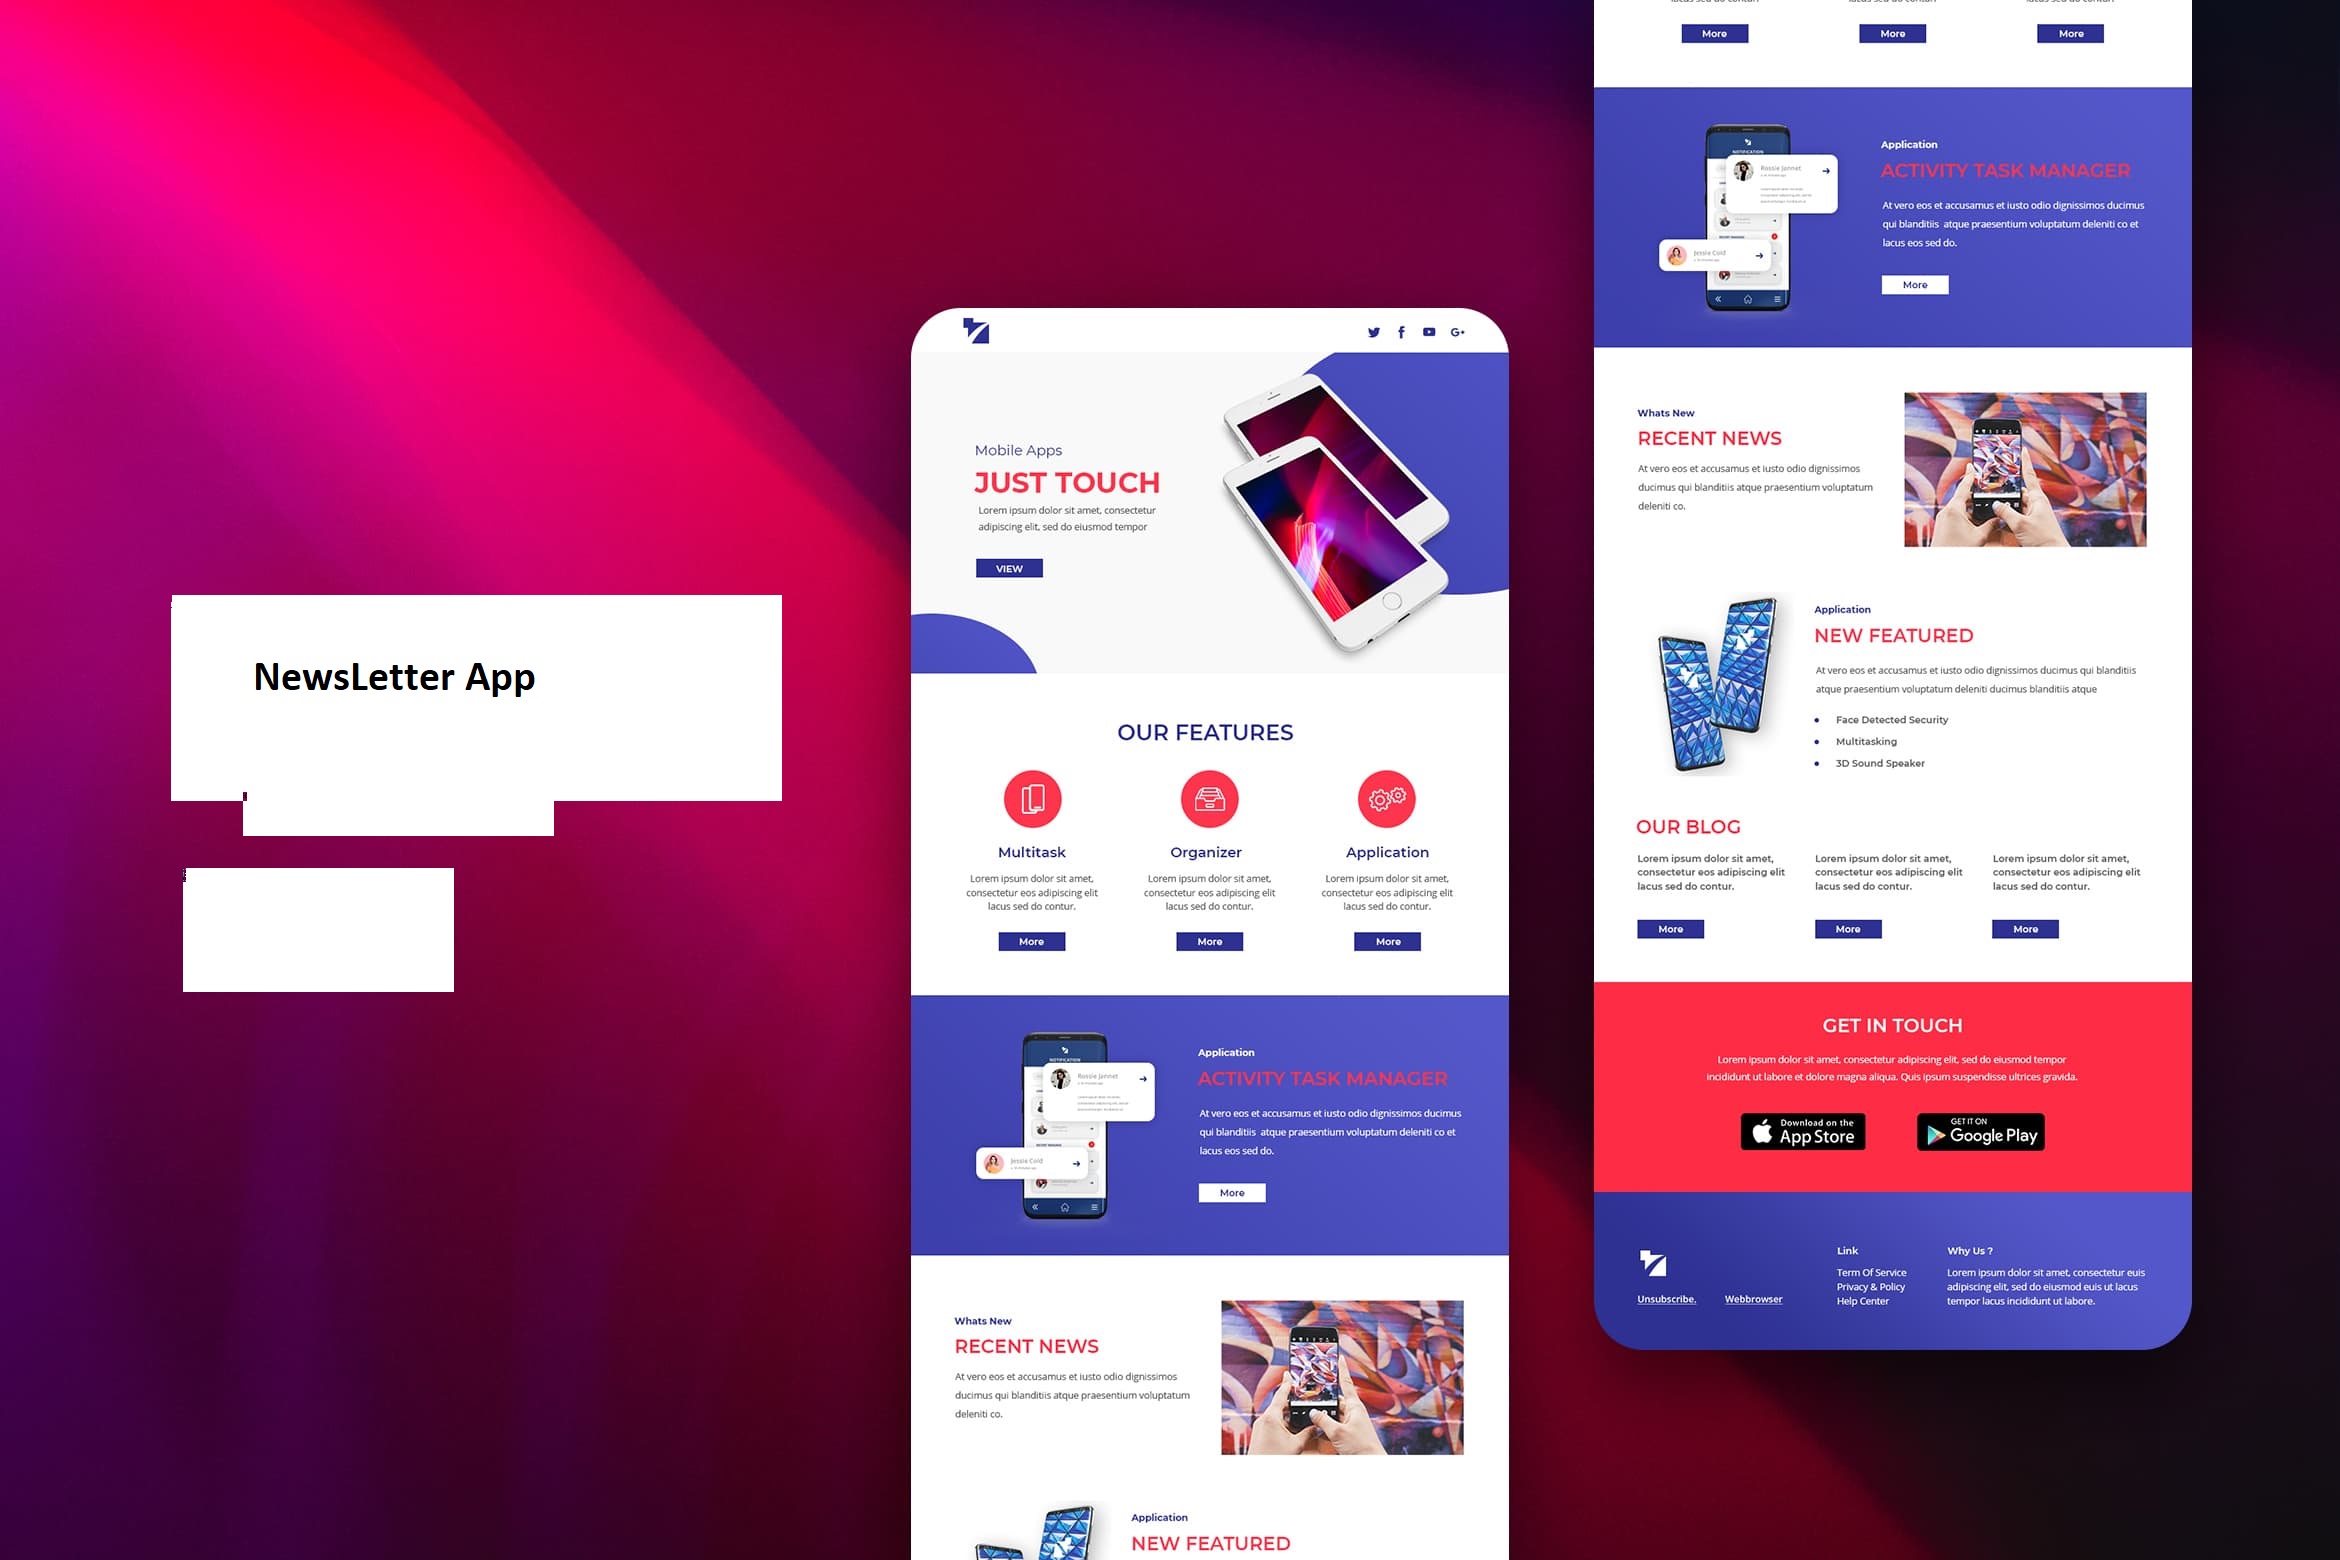 NewsLetter App
Mobile Apps
JUST TOUCH
Lorem ipsum dolor sit amet, consectetur
adipiscing elit, sed do eiusmod tempor
VIEW
OUR FEATURES
Multitask
Lorem ipsum dolor sit amet,
consectetur eos adipiscing elit
lacus sed do contur.
More
Organizer
Lorem ipsum dolor sit amet,
consectetur eos adipiscing elit
lacus sed do contur.
More
Application
Lorem ipsum dolor sit amet,
consectetur eos adipiscing elit
lacus sed do contur.
More
NOTIFICATION
Rossie Jannet
Jessie Cold
Application
ACTIVITY TASK MANAGER
At vero eos et accusamus et iusto odio dignissimos ducimus
qui blanditiis atque praesentium voluptatum deleniti co et
lacus eos sed do.
More
Whats New
RECENT NEWS
At vero eos et accusamus et iusto odio dignissimos
ducimus qui blanditiis atque praesentium voluptatum
deleniti co.
Application
NEW FEATURED
More
More
More
NOTIFICATION
Rossie Jannet
Jessie Cold
Application
ACTIVITY TASK MANAGER
At vero eos et accusamus et iusto odio dignissimos ducimus
qui blanditiis atque praesentium voluptatum deleniti co et
lacus eos sed do.
More
Whats New
RECENT NEWS
At vero eos et accusamus et iusto odio dignissimos
ducimus qui blanditiis atque praesentium voluptatum
deleniti co.
Application
NEW FEATURED
At vero eos et accusamus et iusto odio dignissimos ducimus qui blanditiis
atque praesentium voluptatum deleniti ducimus blanditiis atque
• Face Detected Security
• Multitasking
• 3D Sound Speaker
OUR BLOG
Lorem ipsum dolor sit amet,
consectetur eos adipiscing elit
lacus sed do contur.
More
Lorem ipsum dolor sit amet,
consectetur eos adipiscing elit
lacus sed do contur.
More
Lorem ipsum dolor sit amet,
consectetur eos adipiscing elit
lacus sed do contur.
More
GET IN TOUCH
Lorem ipsum dolor sit amet, consectetur adipiscing elit, sed do eiusmod tempor
incididunt ut labore et dolore magna aliqua. Quis ipsum suspendisse ultrices gravida.
Download on the
App Store
GET IT ON
Google Play
Unsubscribe.
Webbrowser
Link
Term Of Service
Privacy & Policy
Help Center
Why Us ?
Lorem ipsum dolor sit amet, consectetur euis
adipiscing elit, sed do eiusmod euis ut lacus
tempor lacus incididunt ut labore.